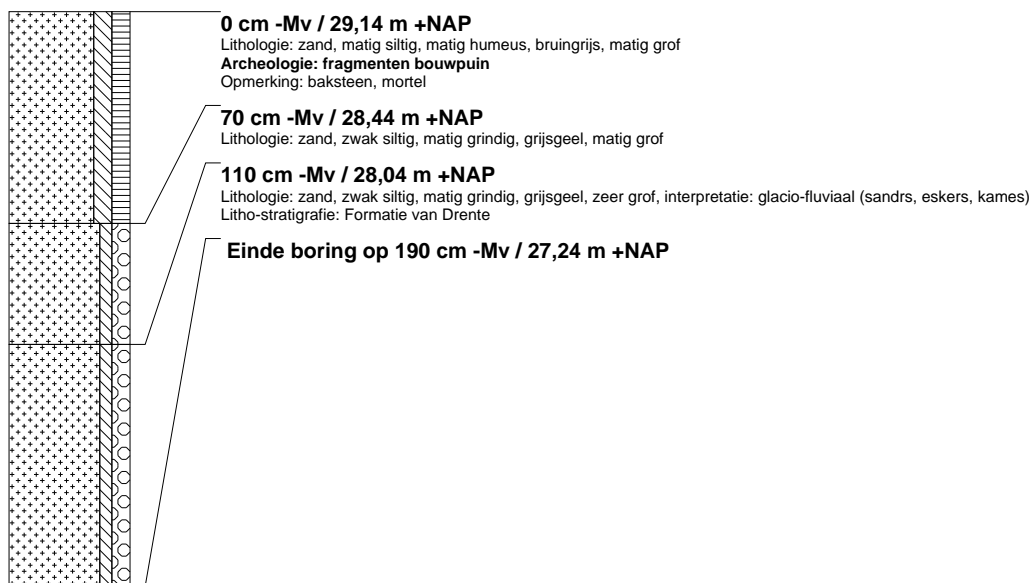 0 cm -Mv / 29,14 m +NAP
Lithologie: zand, matig siltig, matig humeus, bruingrijs, matig grof
Archeologie: fragmenten bouwpuin
Opmerking: baksteen, mortel
70 cm -Mv / 28,44 m +NAP
Lithologie: zand, zwak siltig, matig grindig, grijsgeel, matig grof
110 cm -Mv / 28,04 m +NAP
Lithologie: zand, zwak siltig, matig grindig, grijsgeel, zeer grof, interpretatie: glacio-fluviaal (sandrs, eskers, kames)
Litho-stratigrafie: Formatie van Drente
Einde boring op 190 cm -Mv / 27,24 m +NAP